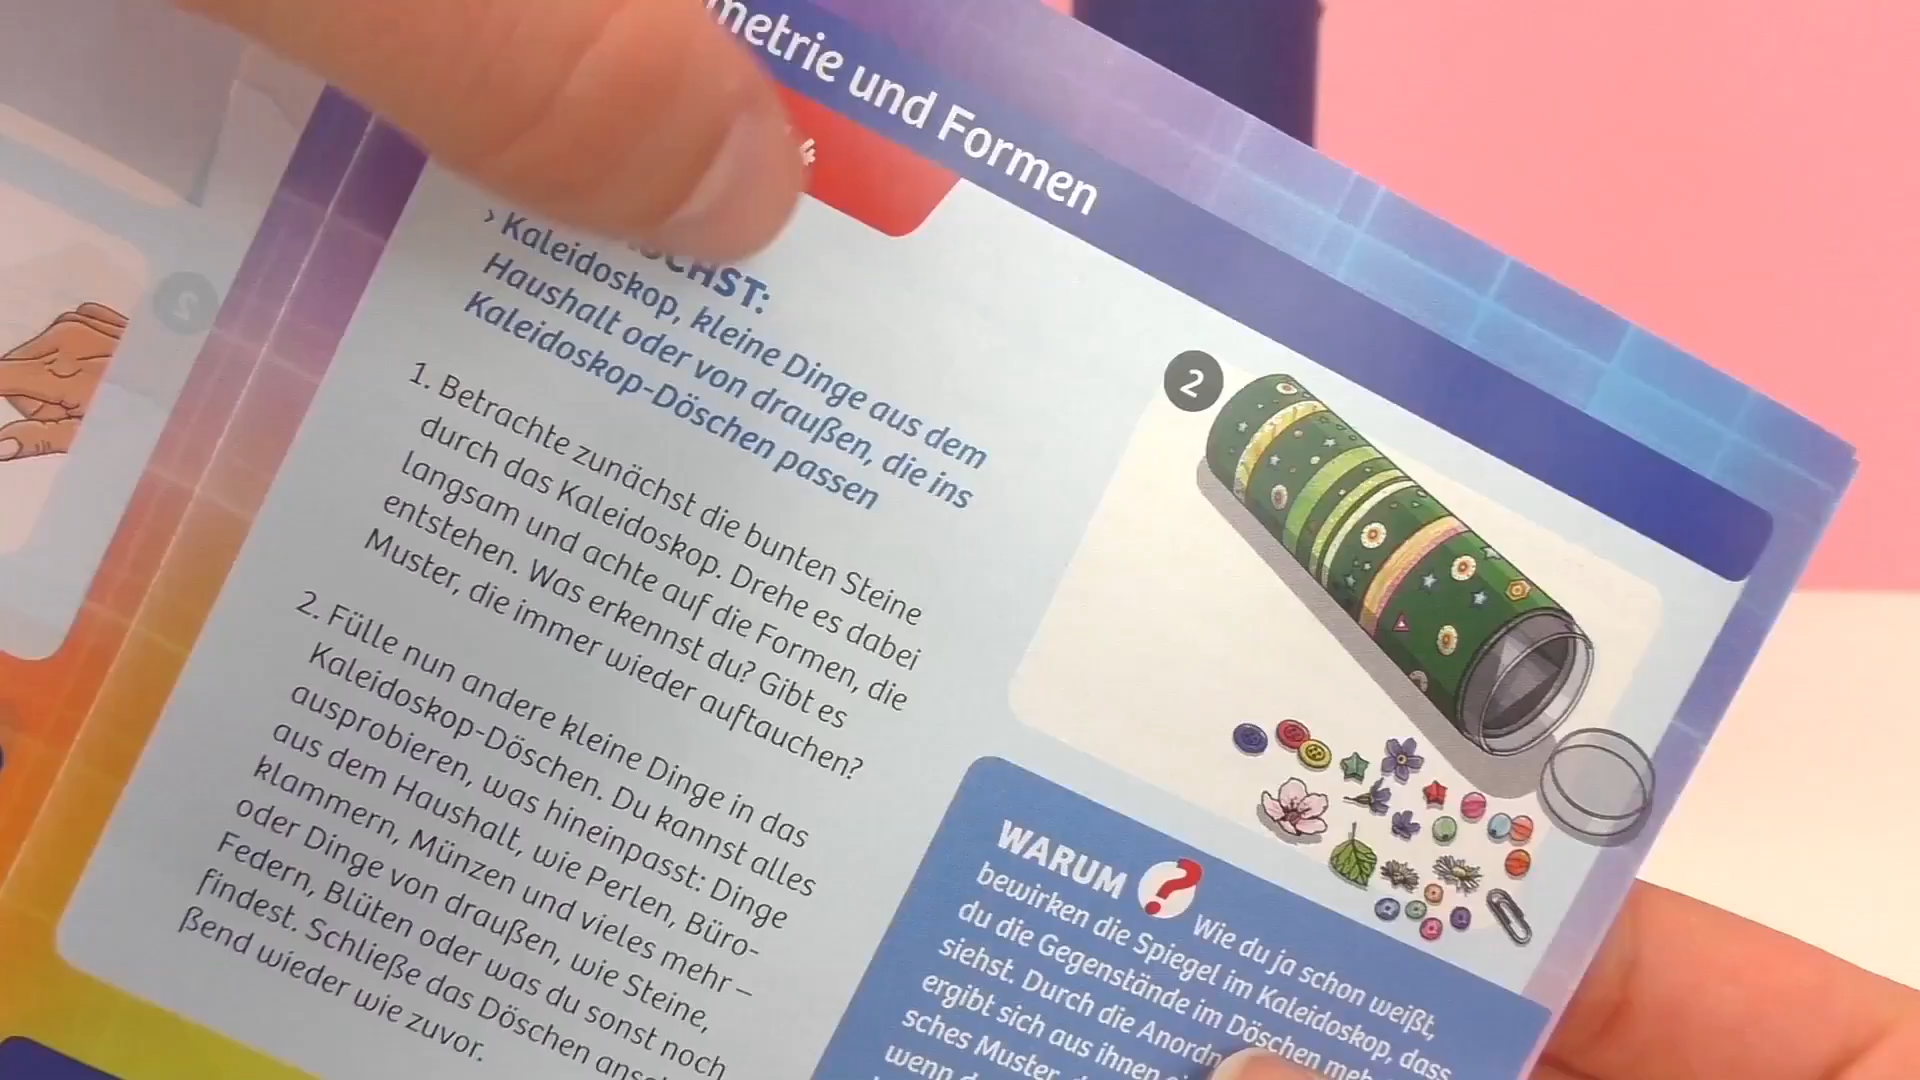 und Formen
› Kaleidoskop, kleine Dinge aus dem
Haushalt oder von draußen, die ins
Kaleidoskop-Döschen passen
1. Betrachte zunächst die bunten Steine
durch das Kaleidoskop. Drehe es dabei
langsam und achte auf die Formen, die
entstehen. Was erkennst du? Gibt es
Muster, die immer wieder auftauchen?
2. Fülle nun andere kleine Dinge in das
Kaleidoskop-Döschen. Du kannst alles
ausprobieren, was hineinpasst: Dinge
aus dem Haushalt, wie Perlen, Büro-
klammern, Münzen und vieles mehr –
oder Dinge von draußen, wie Steine,
Federn, Blüten oder was du sonst noch
findest. Schließe das Döschen
ßend wieder wie zuvor.
2
WARUM ? Wie du ja schon weißt,
bewirken die Spiegel im Kaleidoskop, dass
du die Gegenstände im Döschen
siehst. Durch die
ergibt sich aus ihnen
sches Muster,
wenn
2